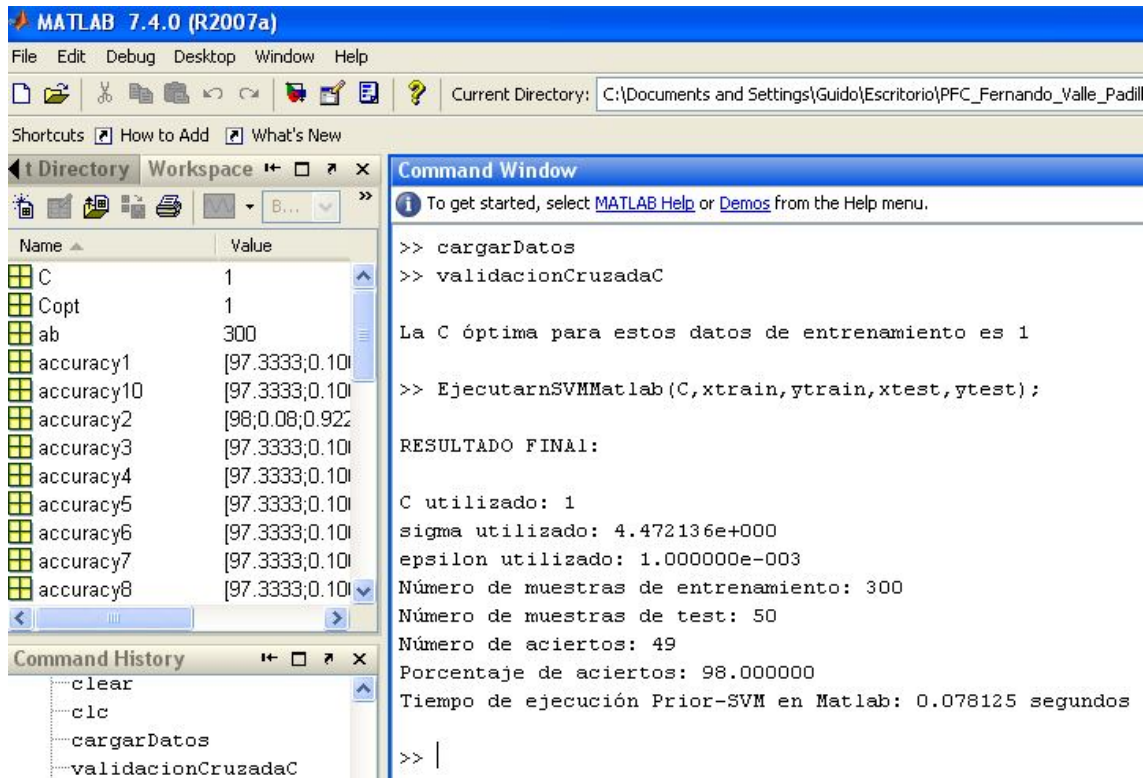 MATLAB 7.4.0 (R2007a)
File Edit Debug Desktop Window Help
Current Directory: C:\Documents and Settings\Guido\Escritorio\PFC_Fernando_Valle_Padill
Shortcuts How to Add What's New
t Directory Workspace
B...
Name Value
C 1
Copt 1
ab 300
accuracy1 [97.3333;0.10
accuracy10 [97.3333;0.10
accuracy2 [98;0.08;0.922
accuracy3 [97.3333;0.10
accuracy4 [97.3333;0.10
accuracy5 [97.3333;0.10
accuracy6 [97.3333;0.10
accuracy7 [97.3333;0.10
accuracy8 [97.3333;0.10
Command History
clear
clc
cargarDatos
validacionCruzadaC
Command Window
To get started, select MATLAB Help or Demos from the Help menu.
>> cargarDatos
>> validacionCruzadaC
La C óptima para estos datos de entrenamiento es 1
>> EjecutarnSVMMatlab(C,xtrain,ytrain,xtest,ytest);
RESULTADO FINAl:
C utilizado: 1
sigma utilizado: 4.472136e+000
epsilon utilizado: 1.000000e-003
Número de muestras de entrenamiento: 300
Número de muestras de test: 50
Número de aciertos: 49
Porcentaje de aciertos: 98.000000
Tiempo de ejecución Prior-SVM en Matlab: 0.078125 segundos
>>